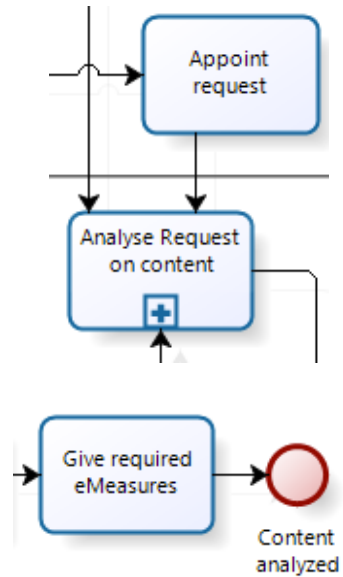 Appoint
request
Analyse Request
on content
Give required
eMeasures
Content
analyzed